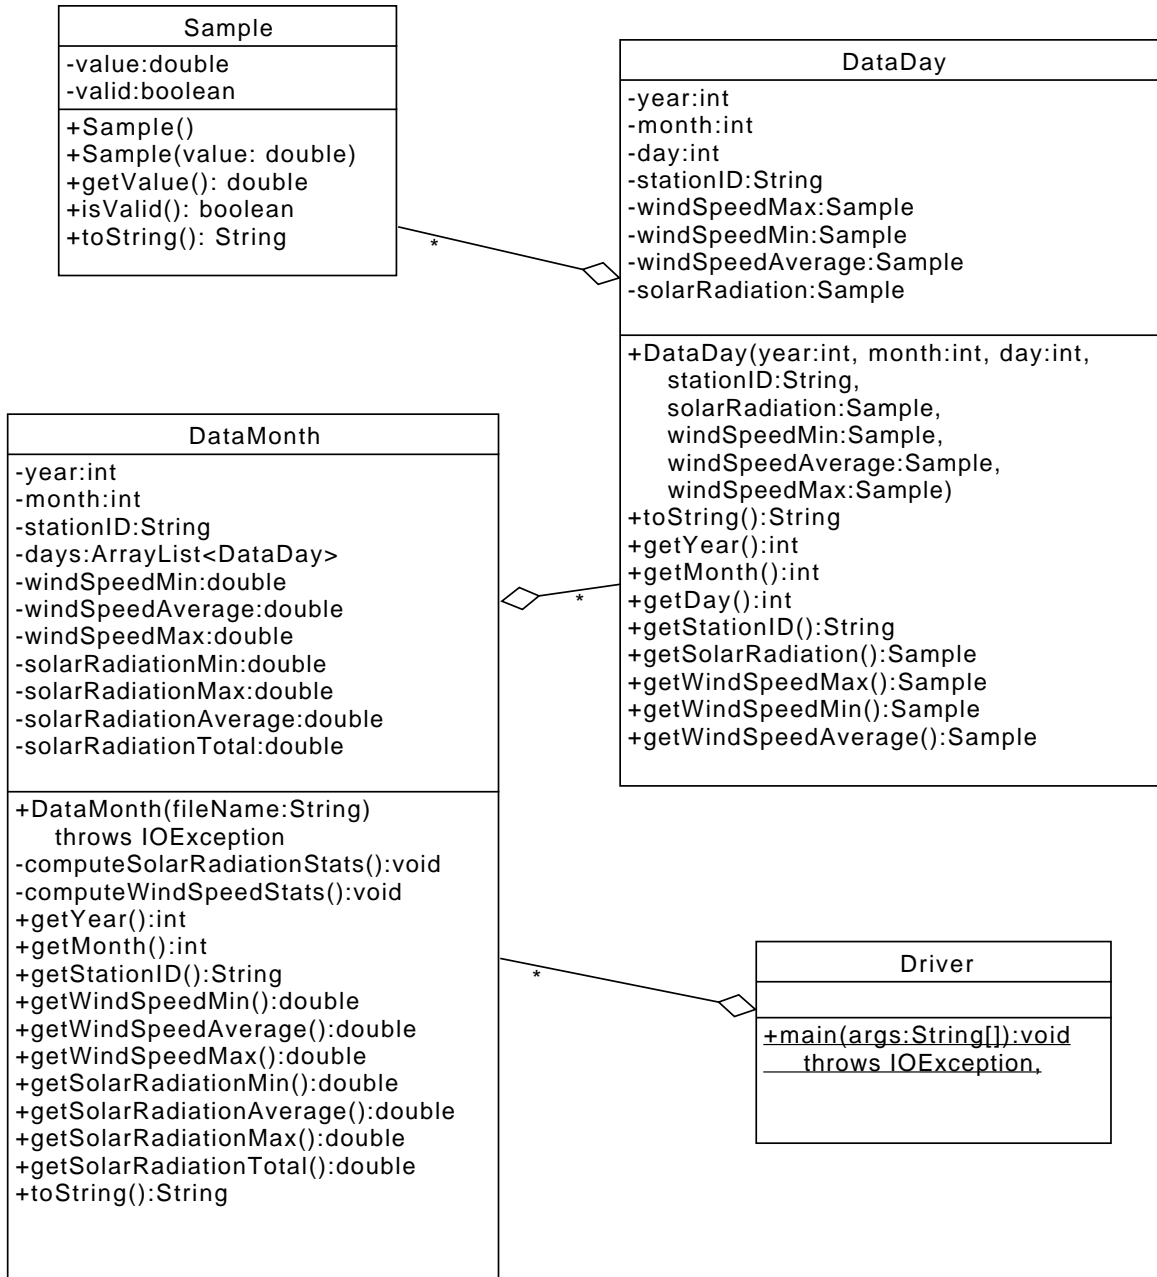 Sample
-value:double
-valid:boolean
+Sample()
+Sample(value: double)
+getValue(): double
+isValid(): boolean
+toString(): String
*
DataDay
-year:int
-month:int
-day:int
-stationID:String
-windSpeedMax:Sample
-windSpeedMin:Sample
-windSpeedAverage:Sample
-solarRadiation:Sample
+DataDay(year:int, month:int, day:int,
stationID:String,
solarRadiation:Sample,
windSpeedMin:Sample,
windSpeedAverage:Sample,
windSpeedMax:Sample)
+toString():String
+getYear():int
+getMonth():int
+getDay():int
+getStationID():String
+getSolarRadiation():Sample
+getWindSpeedMax():Sample
+getWindSpeedMin():Sample
+getWindSpeedAverage():Sample
*
DataMonth
-year:int
-month:int
-stationID:String
-days:ArrayList<DataDay>
-windSpeedMin:double
-windSpeedAverage:double
-windSpeedMax:double
-solarRadiationMin:double
-solarRadiationMax:double
-solarRadiationAverage:double
-solarRadiationTotal:double
+DataMonth(fileName:String)
throws IOException
-computeSolarRadiationStats():void
-computeWindSpeedStats():void
+getYear():int
+getMonth():int
+getStationID():String
+getWindSpeedMin():double
+getWindSpeedAverage():double
+getWindSpeedMax():double
+getSolarRadiationMin():double
+getSolarRadiationAverage():double
+getSolarRadiationMax():double
+getSolarRadiationTotal():double
+toString():String
*
Driver
+main(args:String[]):void
throws IOException,